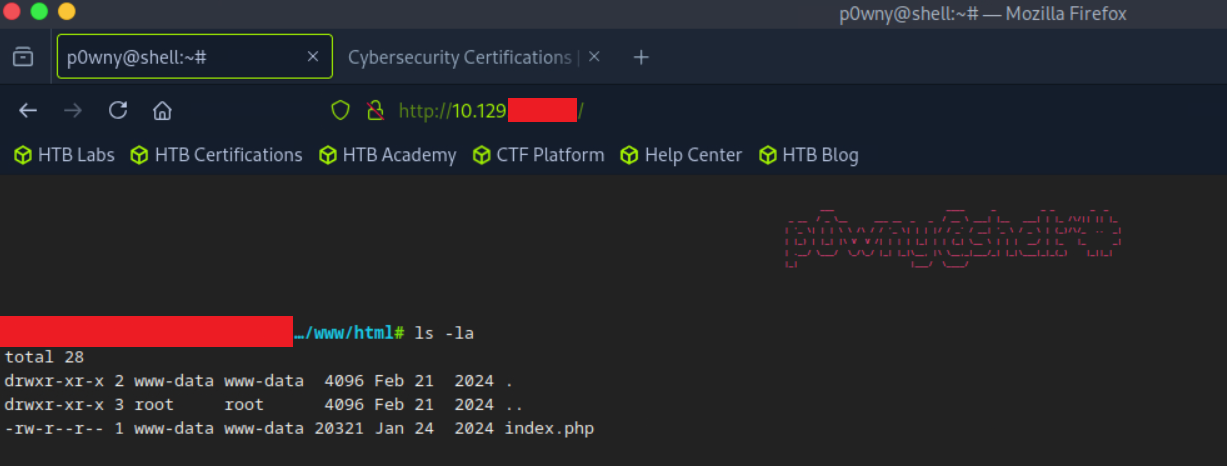 p0wny@shell:~# — Mozilla Firefox
p0wny@shell:~#
Cybersecurity Certifications |
http://10.129 /
HTB Labs HTB Certifications HTB Academy CTF Platform Help Center HTB Blog
p0wny@shell:~#
…/www/html# ls -la
total 28
drwxr-xr-x 2 www-data www-data  4096 Feb 21  2024 .
drwxr-xr-x 3 root     root      4096 Feb 21  2024 ..
-rw-r--r-- 1 www-data www-data 20321 Jan 24  2024 index.php